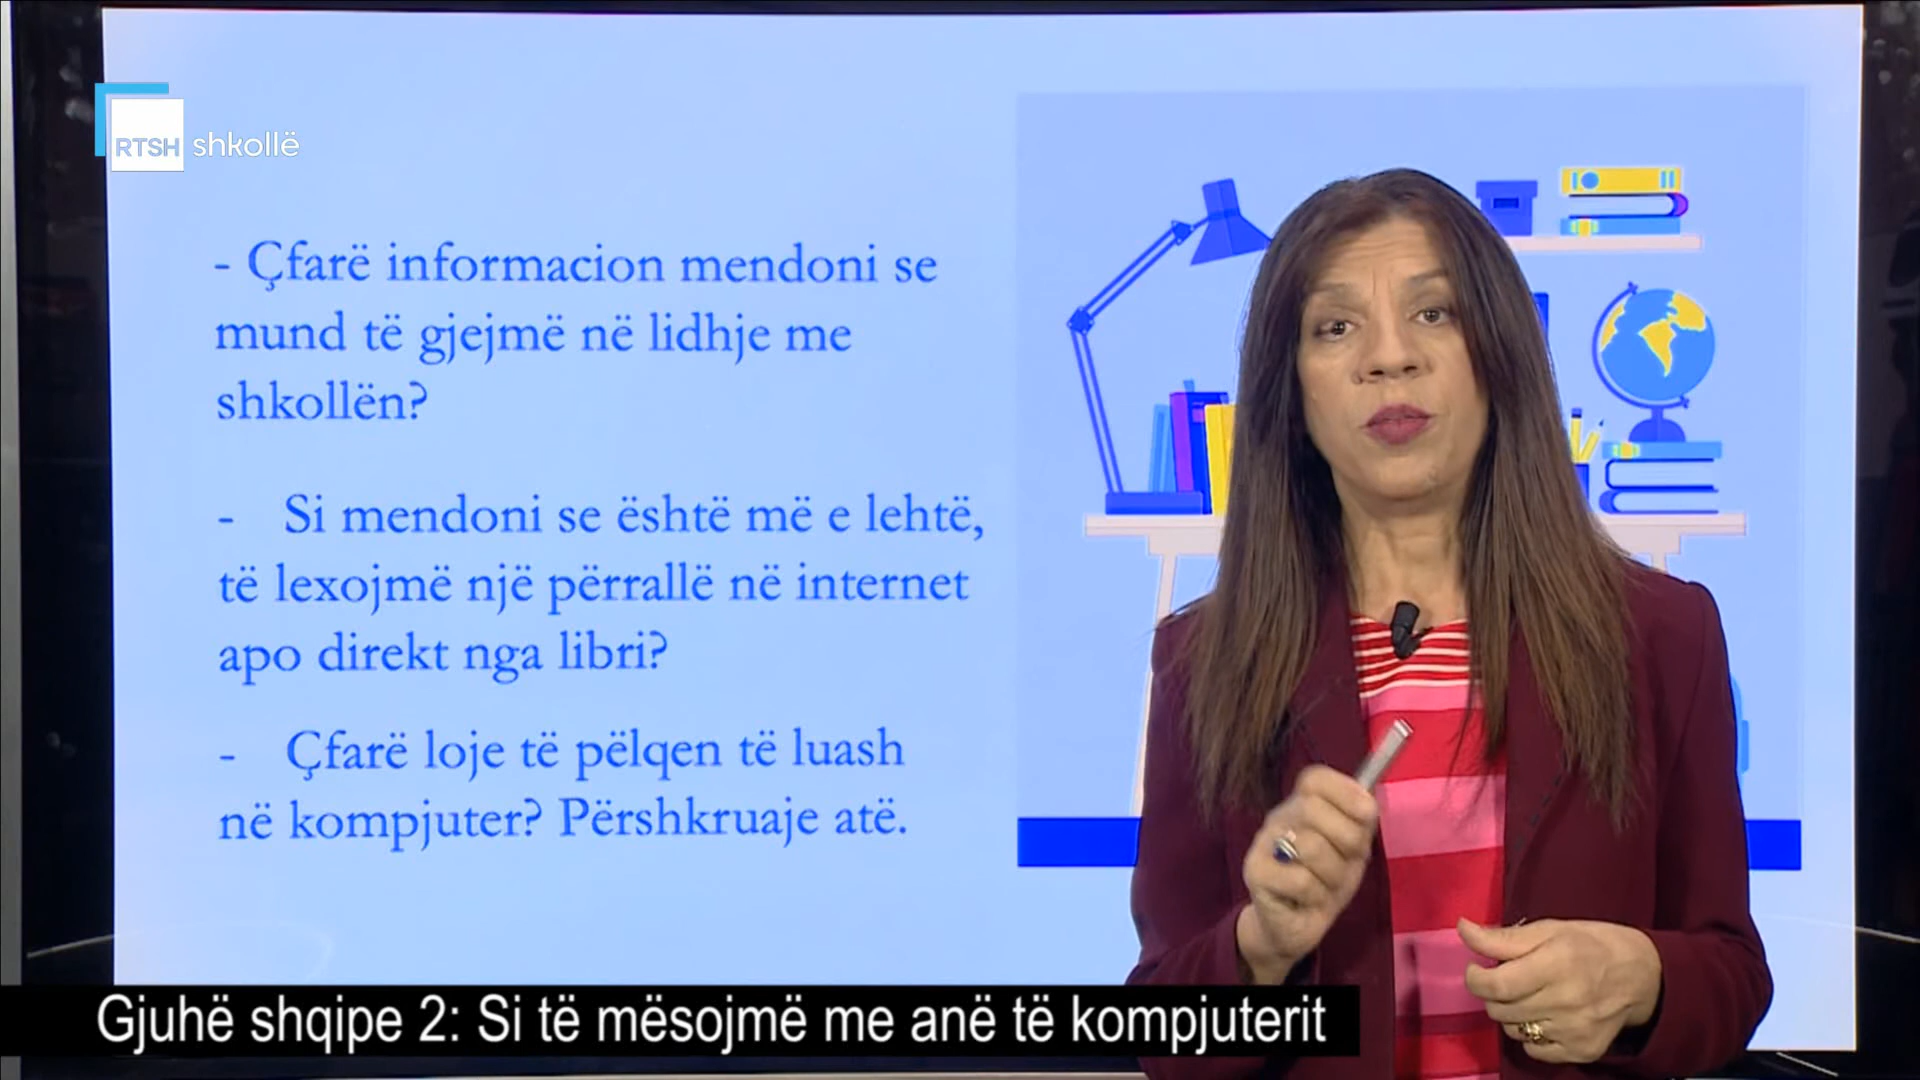 RTSH shkollë
- Çfarë informacion mendoni se
mund të gjejmë në lidhje me
shkollën?
- Si mendoni se është më e lehtë,
të lexojmë një përrallë në internet
apo direkt nga libri?
- Çfarë loje të pëlqen të luash
në kompjuter? Përshkruaje atë.
Gjuhë shqipe 2: Si të mësojmë me anë të kompjuterit